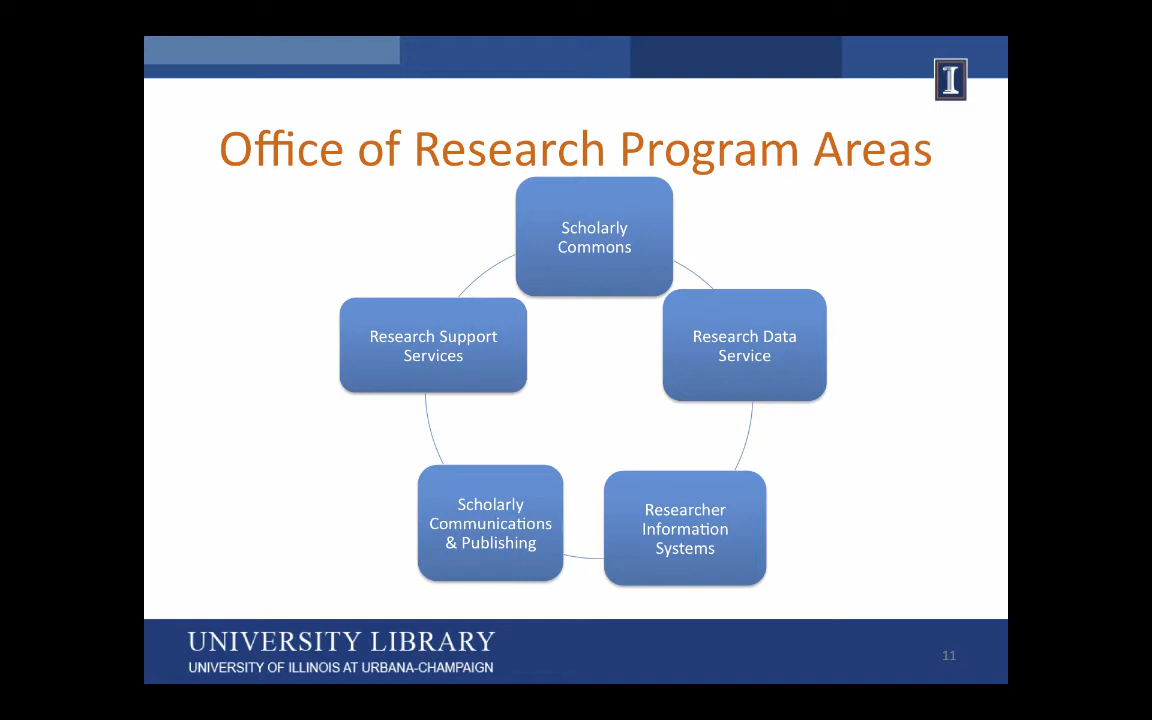 I
Office of Research Program Areas
Scholarly
Commons
Research Support
Services
Research Data
Service
Scholarly
Communications
& Publishing
Researcher
Information
Systems
UNIVERSITY LIBRARY
UNIVERSITY OF ILLINOIS AT URBANA-CHAMPAIGN
11